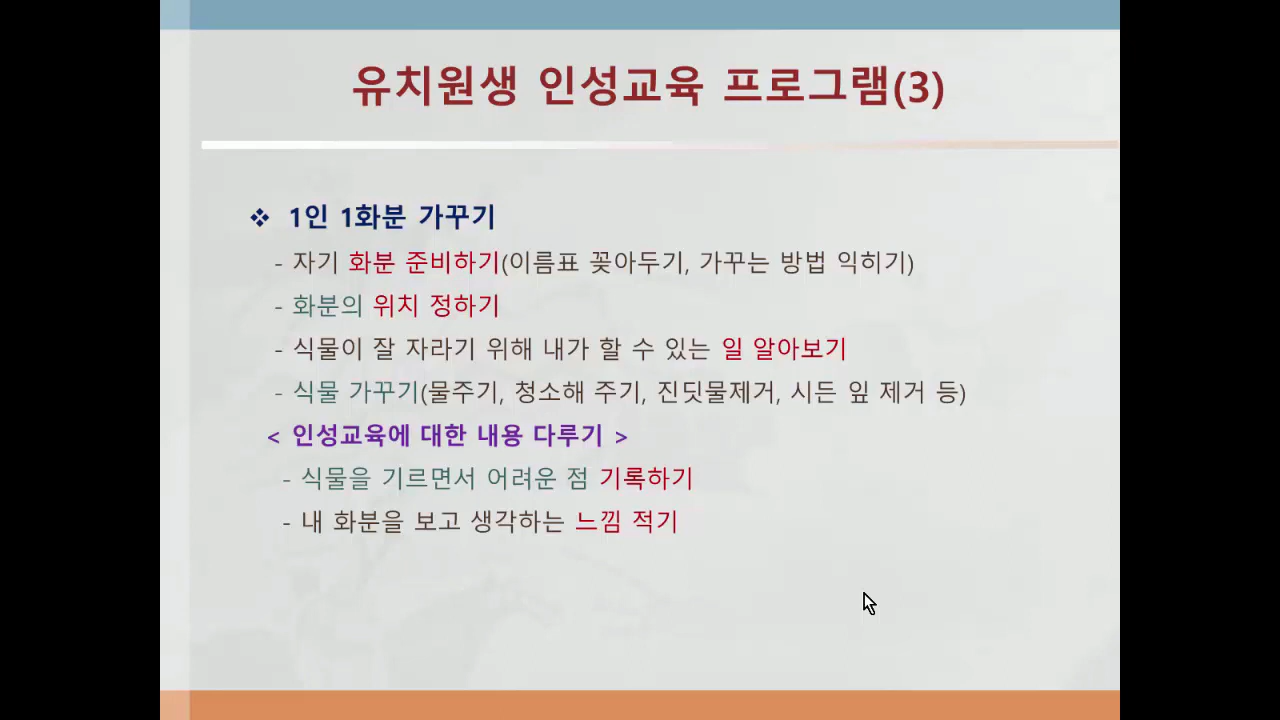 유치원생 인성교육 프로그램(3)
❖ 1인 1화분 가꾸기
- 자기 화분 준비하기(이름표 꽂아두기, 가꾸는 방법 익히기)
- 화분의 위치 정하기
- 식물이 잘 자라기 위해 내가 할 수 있는 일 알아보기
- 식물 가꾸기(물주기, 청소해 주기, 진딧물제거, 시든 잎 제거 등)
< 인성교육에 대한 내용 다루기 >
- 식물을 기르면서 어려운 점 기록하기
- 내 화분을 보고 생각하는 느낌 적기